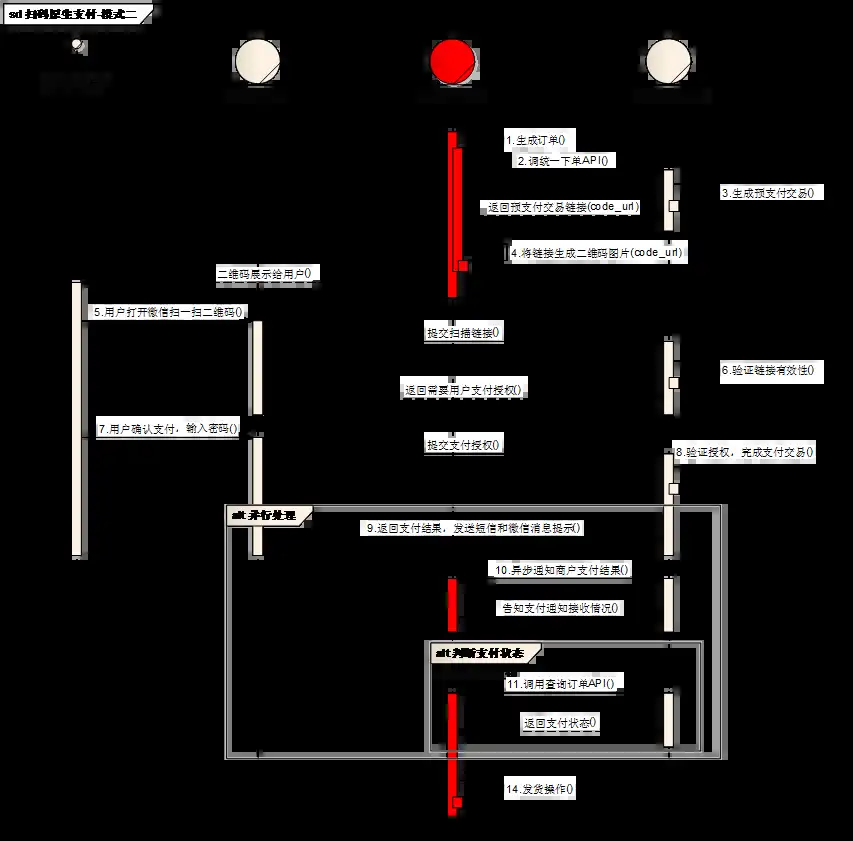 sd 扫码原生支付-模式二
1.生成订单()
2.调统一下单API()
3.生成预支付交易()
返回预支付交易链接(code_url)
4.将链接生成二维码图片(code_url)
二维码展示给用户()
5.用户打开微信扫一扫二维码()
提交扫描链接()
6.验证链接有效性()
返回需要用户支付授权()
7.用户确认支付，输入密码()
提交支付授权()
8.验证授权，完成支付交易()
alt 并行处理
9.返回支付结果，发送短信和微信消息提示()
10.异步通知商户支付结果()
告知支付通知接收情况()
alt 判断支付状态
11.调用查询订单API()
返回支付状态()
14.发货操作()